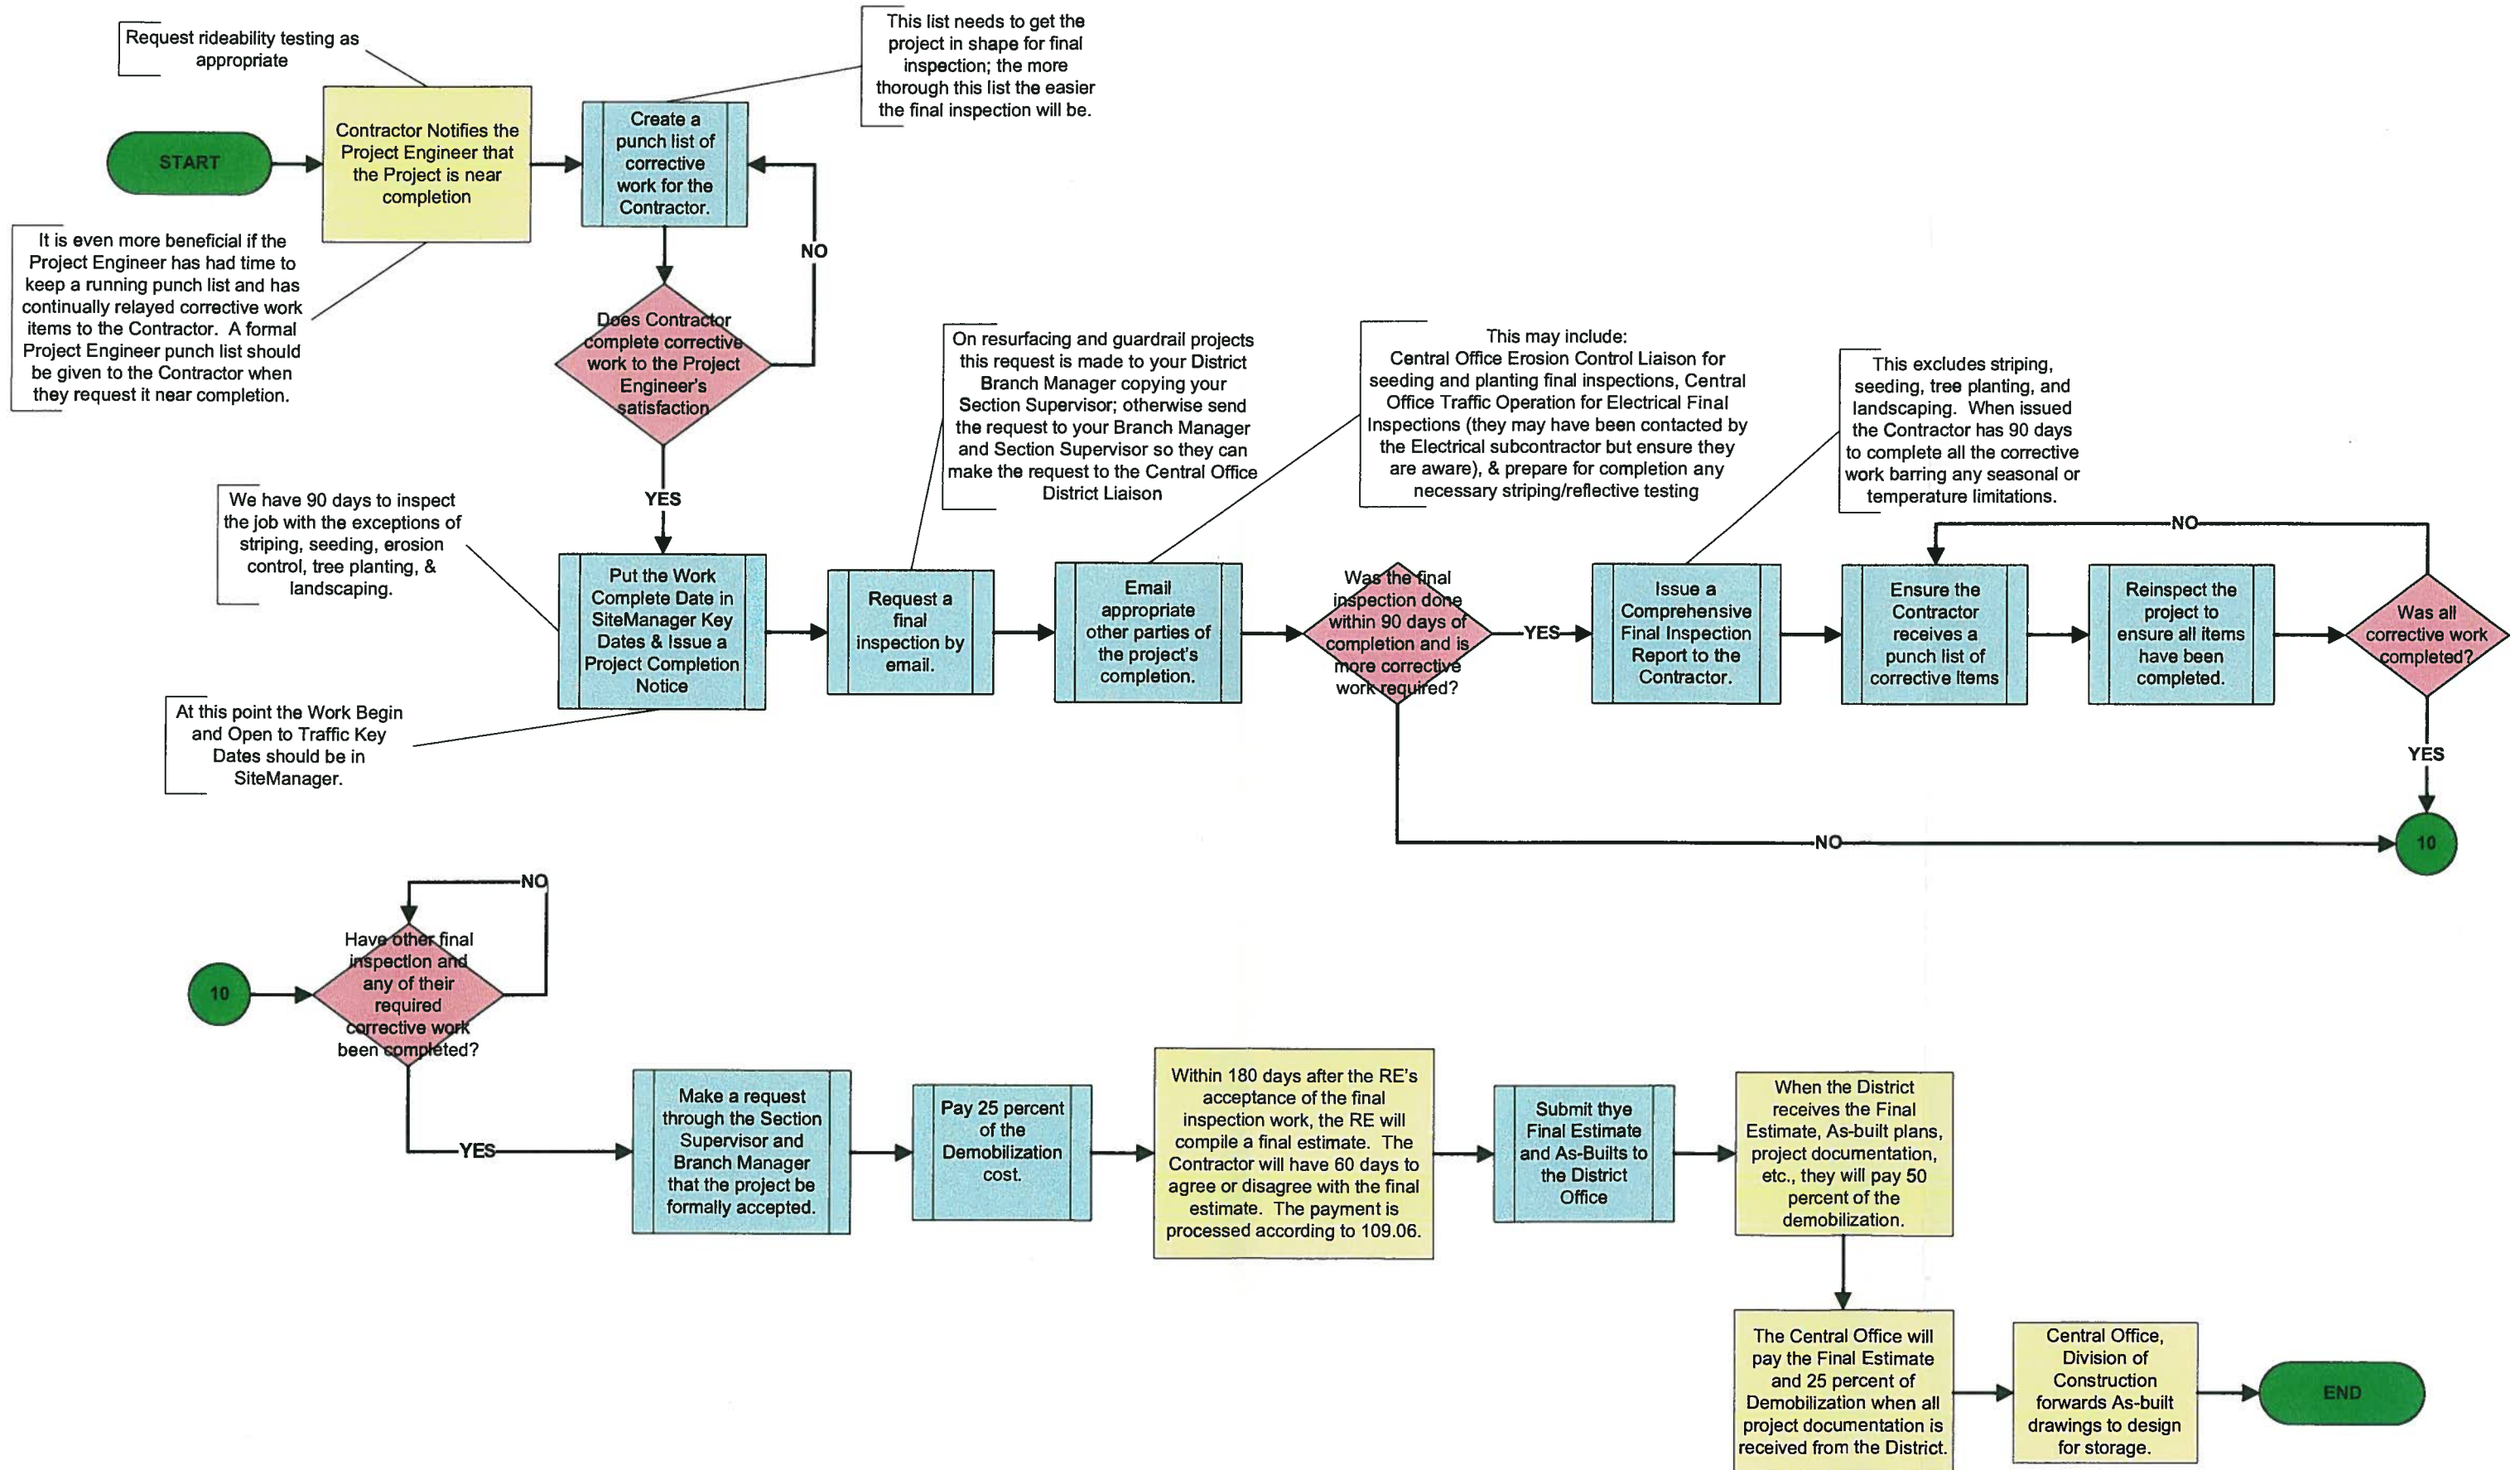 Request rideability testing as
appropriate
This list needs to get the
project in shape for final
inspection; the more
thorough this list the easier
the final inspection will be.
START
Contractor Notifies the
Project Engineer that
the Project is near
completion
Create a
punch list of
corrective
work for the
Contractor.
NO
It is even more beneficial if the
Project Engineer has had time to
keep a running punch list and has
continually relayed corrective work
items to the Contractor. A formal
Project Engineer punch list should
be given to the Contractor when
they request it near completion.
Does Contractor
complete corrective
work to the Project
Engineer's
satisfaction
YES
We have 90 days to inspect
the job with the exceptions of
striping, seeding, erosion
control, tree planting, &
landscaping.
On resurfacing and guardrail projects
this request is made to your District
Branch Manager copying your
Section Supervisor; otherwise send
the request to your Branch Manager
and Section Supervisor so they can
make the request to the Central Office
District Liaison
This may include:
Central Office Erosion Control Liaison for
seeding and planting final inspections, Central
Office Traffic Operation for Electrical Final
Inspections (they may have been contacted by
the Electrical subcontractor but ensure they
are aware), & prepare for completion any
necessary striping/reflective testing
This excludes striping,
seeding, tree planting, and
landscaping. When issued
the Contractor has 90 days
to complete all the corrective
work barring any seasonal or
temperature limitations.
Put the Work
Complete Date in
SiteManager Key
Dates & Issue a
Project Completion
Notice
At this point the Work Begin
and Open to Traffic Key
Dates should be in
SiteManager.
Request a
final
inspection by
email.
Email
appropriate
other parties of
the project's
completion.
Was the final
inspection done
within 90 days of
completion and is
more corrective
work required?
YES
Issue a
Comprehensive
Final Inspection
Report to the
Contractor.
Ensure the
Contractor
receives a
punch list of
corrective Items
Reinspect the
project to
ensure all items
have been
completed.
NO
Was all
corrective work
completed?
YES
NO
10
10
Have other final
inspection and
any of their
required
corrective work
been completed?
NO
YES
Make a request
through the Section
Supervisor and
Branch Manager
that the project be
formally accepted.
Pay 25 percent
of the
Demobilization
cost.
Within 180 days after the RE's
acceptance of the final
inspection work, the RE will
compile a final estimate. The
Contractor will have 60 days to
agree or disagree with the final
estimate. The payment is
processed according to 109.06.
Submit thye
Final Estimate
and As-Builts to
the District
Office
When the District
receives the Final
Estimate, As-built plans,
project documentation,
etc., they will pay 50
percent of the
demobilization.
The Central Office will
pay the Final Estimate
and 25 percent of
Demobilization when all
project documentation is
received from the District.
Central Office,
Division of
Construction
forwards As-built
drawings to design
for storage.
END